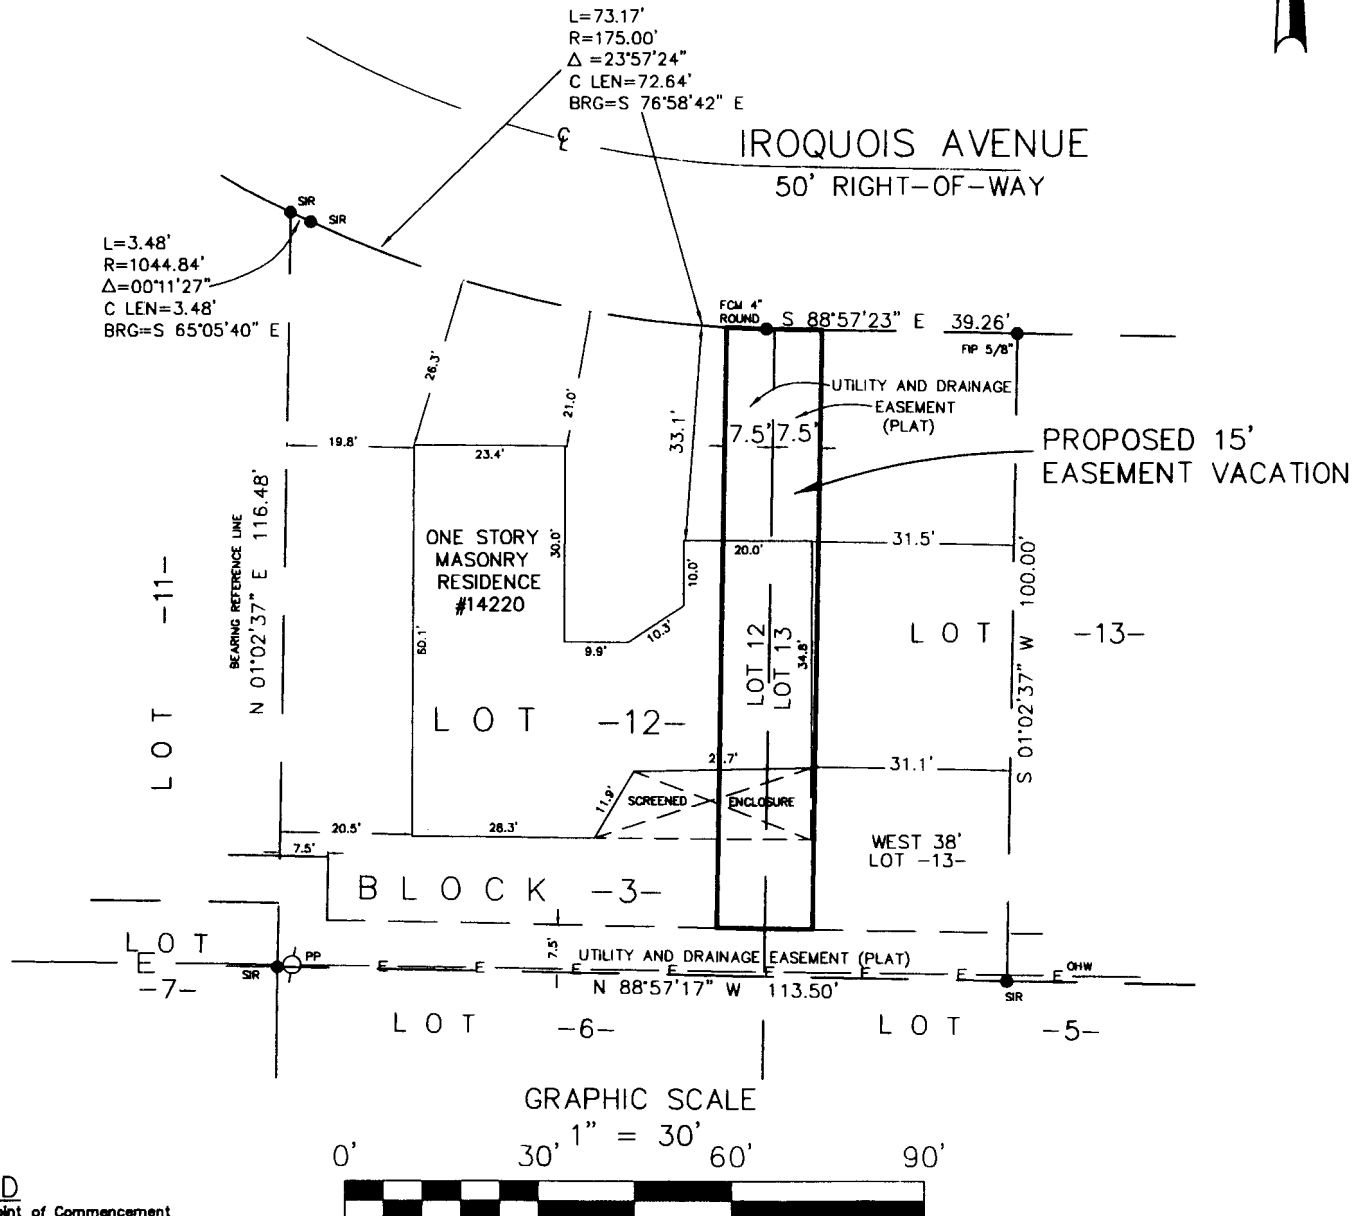 L=73.17'
R=175.00'
Δ =23°57'24"
C LEN=72.64'
BRG=S 76°58'42" E
IROQUOIS AVENUE
50' RIGHT-OF-WAY
SIR
SIR
L=3.48'
R=1044.84'
Δ=00°11'27"
C LEN=3.48'
BRG=S 65°05'40" E
FCM 4"
ROUND
S 88°57'23" E 39.26'
FIP 5/8"
UTILITY AND DRAINAGE
EASEMENT
(PLAT)
7.5' 7.5'
PROPOSED 15'
EASEMENT VACATION
26.3'
21.0'
33.1'
19.8'
23.4'
BEARING REFERENCE LINE
N 01°02'37" E 116.48'
ONE STORY
MASONRY
RESIDENCE
#14220
30.0'
20.0'
31.5'
10.0'
10.3'
9.9'
60.1'
LOT 12
LOT 13
34.8'
S 01°02'37" W 100.00'
LOT -13-
LOT -11-
LOT -12-
31.1'
11.9'
SCREENED ENCLOSURE
20.5'
26.3'
7.5'
WEST 38'
LOT -13-
BLOCK -3-
LOT
E
-7-
SIR
PP
7.5'
UTILITY AND DRAINAGE EASEMENT (PLAT)
E E E E E E E E OHW
N 88°57'17" W 113.50'
SIR
LOT -6-
LOT -5-
GRAPHIC SCALE
1" = 30'
0' 30' 60' 90'
D
oint of Commencement